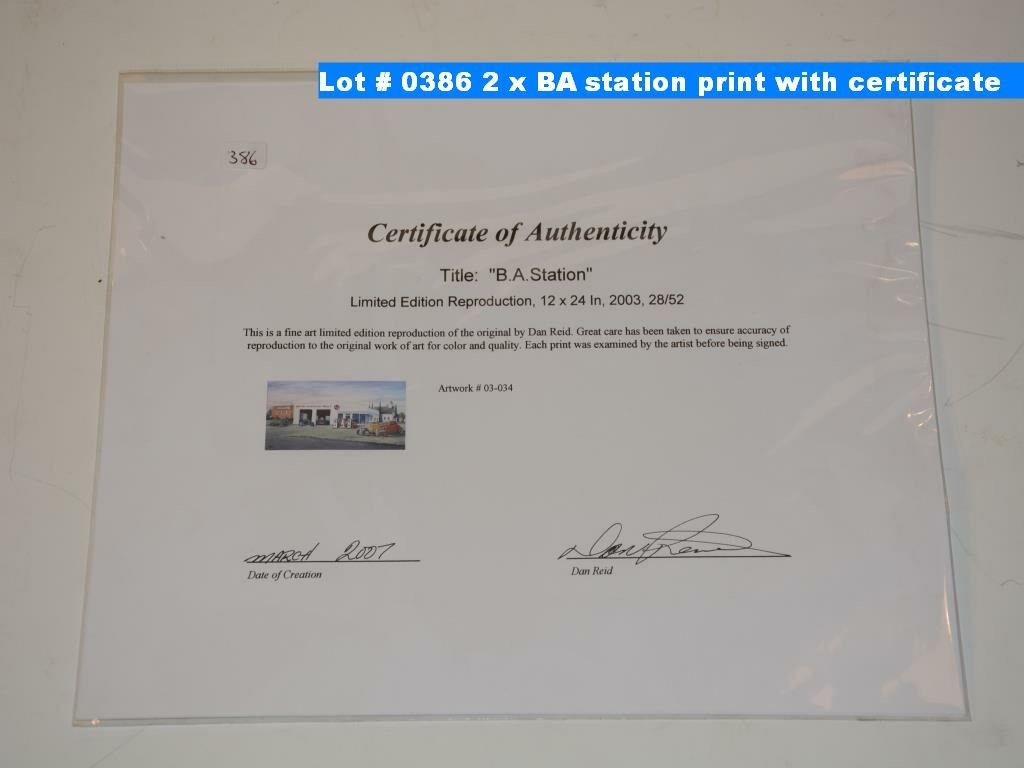 Lot # 0386 2 x BA station print with certificate
386
Certificate of Authenticity
Title: "B.A.Station"
Limited Edition Reproduction, 12 x 24 In, 2003, 28/52
This is a fine art limited edition reproduction of the original by Dan Reid. Great care has been taken to ensure accuracy of
reproduction to the original work of art for color and quality. Each print was examined by the artist before being signed.
Artwork # 03-034
MARCH 2007
Date of Creation
Dan Reid